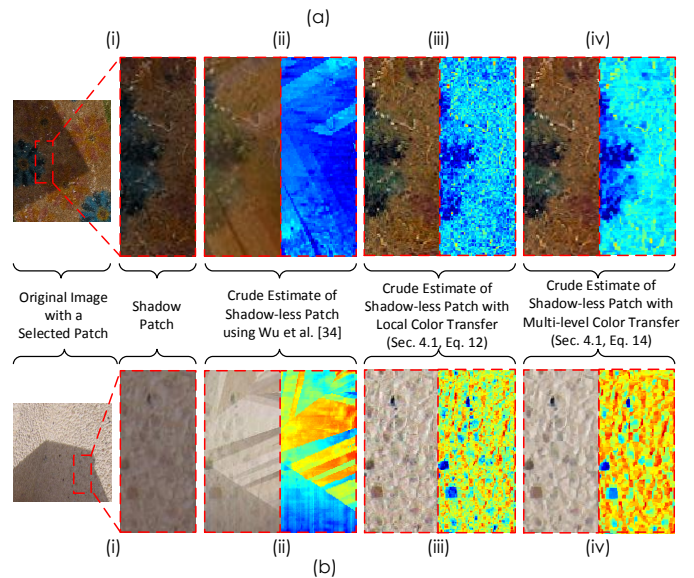 (a)
(i)
(ii)
(iii)
(iv)
Original Image
with a
Selected Patch
Shadow
Patch
Crude Estimate of
Shadow-less Patch
using Wu et al. [34]
Crude Estimate of
Shadow-less Patch with
Local Color Transfer
(Sec. 4.1, Eq. 12)
Crude Estimate of
Shadow-less Patch with
Multi-level Color Transfer
(Sec. 4.1, Eq. 14)
(i)
(ii)
(iii)
(iv)
(b)